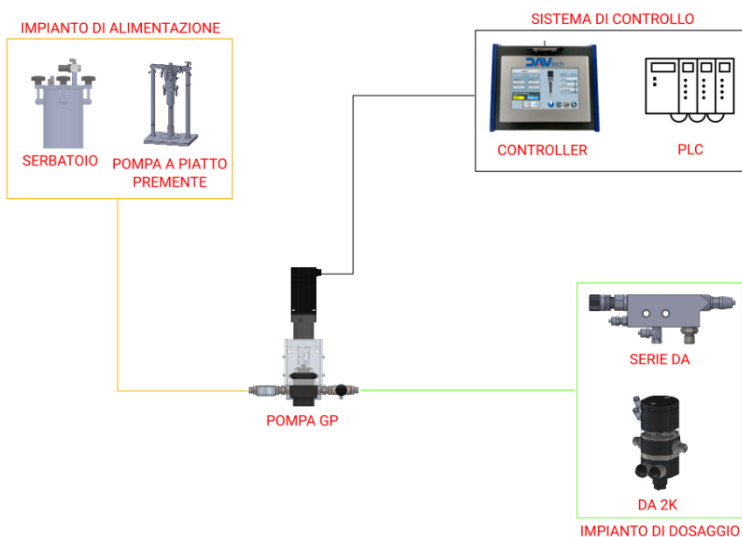 IMPIANTO DI ALIMENTAZIONE
SERBATOIO
POMPA A PIATTO
PREMENTE
SISTEMA DI CONTROLLO
DAVtech
CONTROLLER
PLC
POMPA GP
SERIE DA
DA 2K
IMPIANTO DI DOSAGGIO